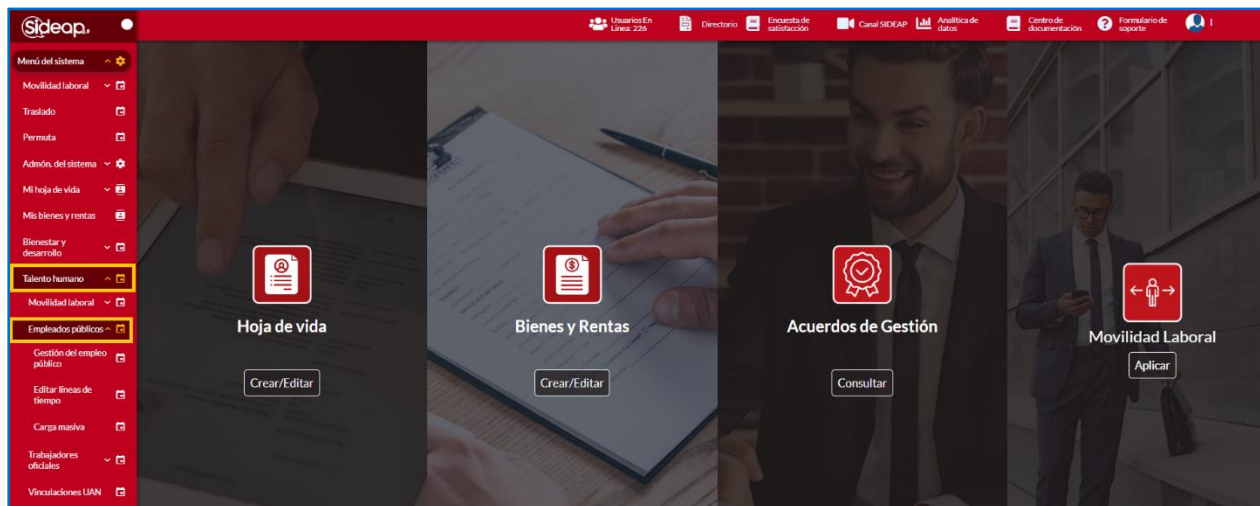 Sideap.
Usuarios En
Línea: 226
Directorio
Encuesta de
satisfacción
Canal SIDEAP
Analítica de
datos
Centro de
documentación
Formulario de
soporte
Menú del sistema
Movilidad laboral
Traslado
Permuta
Admón. del sistema
Mi hoja de vida
Mis bienes y rentas
Bienestar y
desarrollo
Talento humano
Movilidad laboral
Empleados públicos
Gestión del empleo
público
Editar líneas de
tiempo
Carga masiva
Trabajadores
oficiales
Vinculaciones UAN
Hoja de vida
Crear/Editar
Bienes y Rentas
Crear/Editar
Acuerdos de Gestión
Consultar
Movilidad Laboral
Aplicar